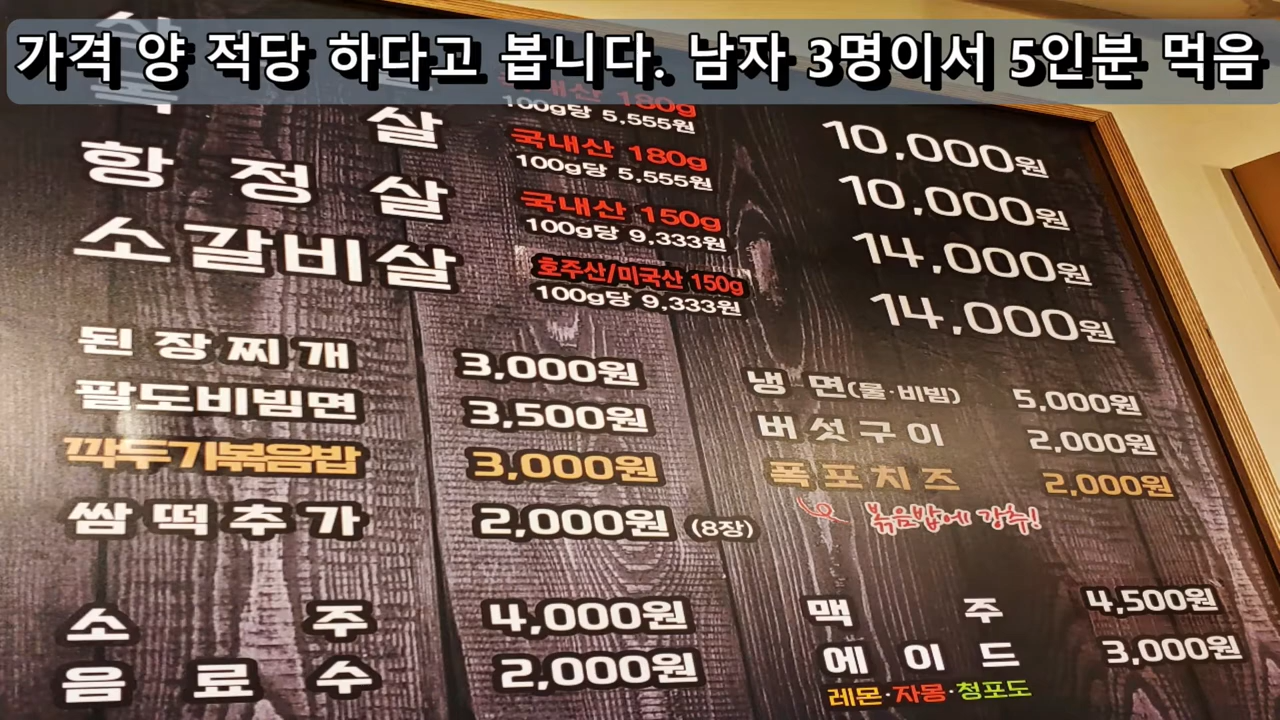 가격 양 적당 하다고 봅니다. 남자 3명이서 5인분 먹음
살
국내산 180g
100g당 5,555원
10,000원
국내산 180g
100g당 5,555원
10,000원
항정살
국내산 150g
100g당 9,333원
14,000원
소갈비살
호주산/미국산 150g
100g당 9,333원
14,000원
된장찌개 3,000원
팔도비빔면 3,500원
깍두기볶음밥 3,000원
쌈떡추가 2,000원 (8장)
냉면(물·비빔) 5,000원
버섯구이 2,000원
폭포치즈 2,000원
볶음밥에 강추!
소주 4,000원
음료수 2,000원
맥주 4,500원
에이드 3,000원
레몬·자몽·청포도